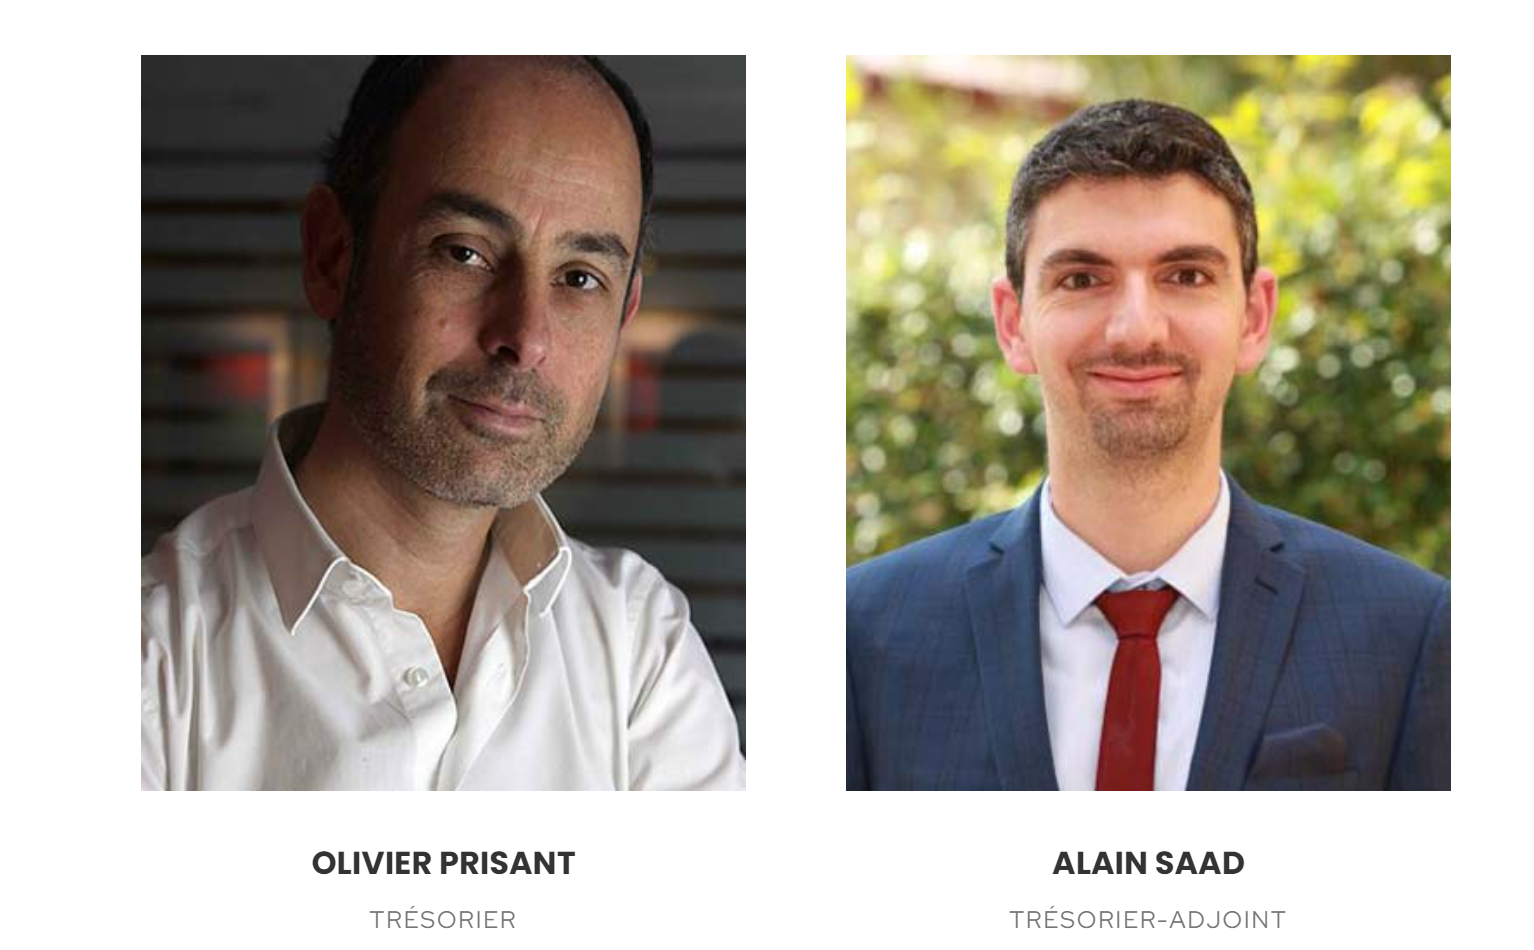 OLIVIER PRISANT
TRÉSORIER
ALAIN SAAD
TRÉSORIER-ADJOINT